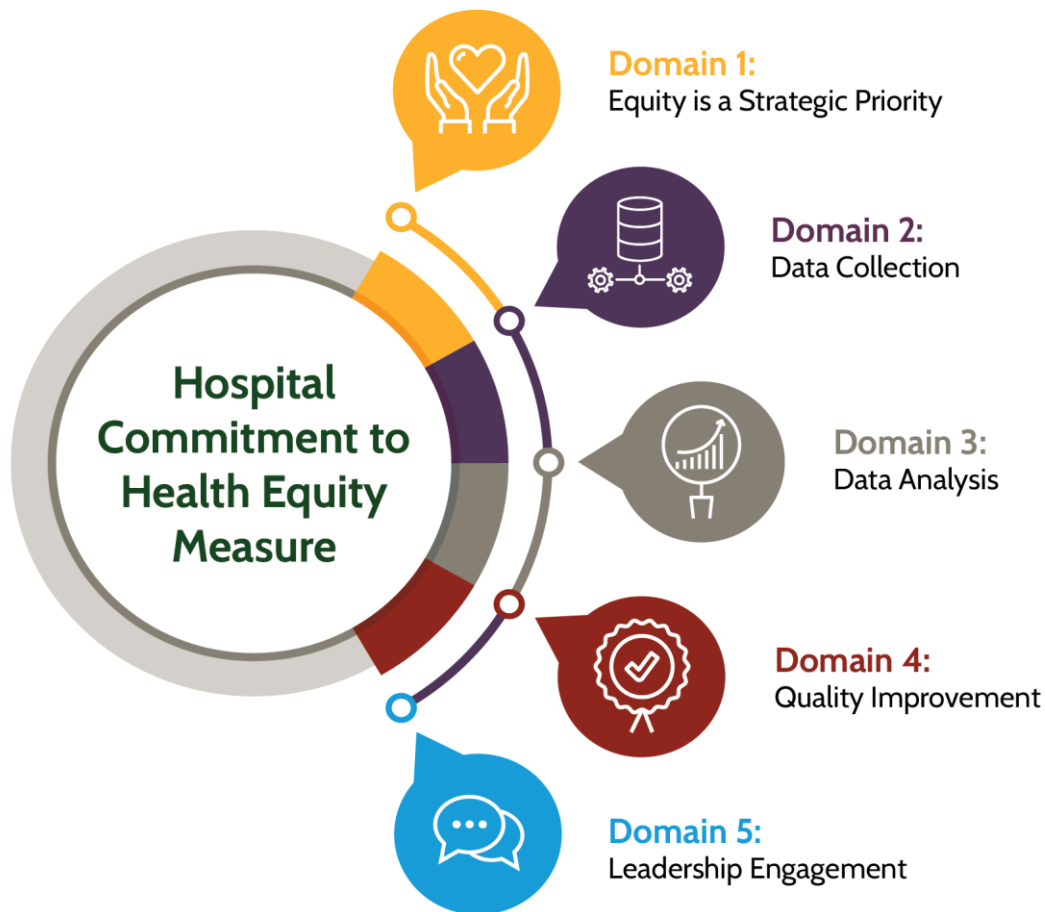 Domain 1:
Equity is a Strategic Priority
Domain 2:
Data Collection
Hospital
Commitment to
Health Equity
Measure
Domain 3:
Data Analysis
Domain 4:
Quality Improvement
Domain 5:
Leadership Engagement